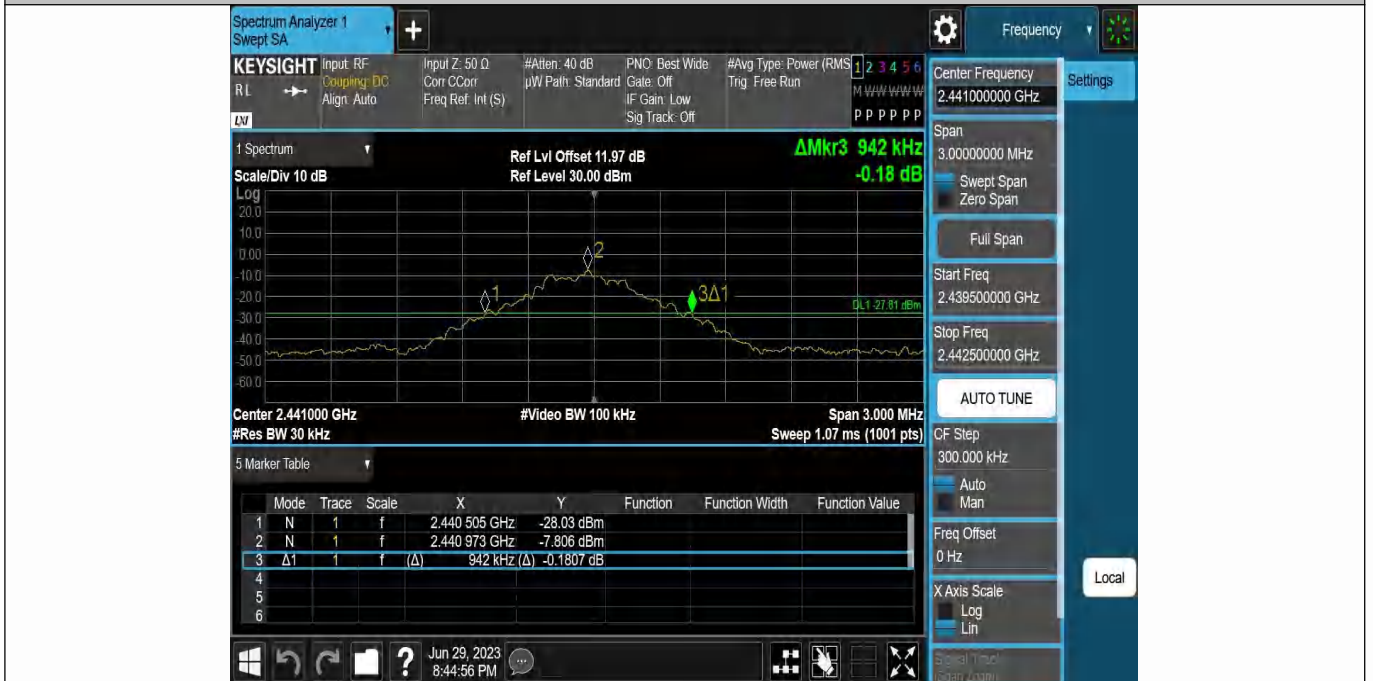 Spectrum Analyzer 1
Swept SA
+
Frequency
KEYSIGHT
RL
LXI
Input: RF
Coupling: DC
Align: Auto
Input Z: 50 Ω
Corr CCorr
Freq Ref: Int (S)
#Atten: 40 dB
µW Path: Standard
PNO: Best Wide
Gate: Off
IF Gain: Low
Sig Track: Off
#Avg Type: Power (RMS
Trig: Free Run
1 2 3 4 5 6
M W W W W W
P P P P P P
Center Frequency
2.441000000 GHz
Settings
Span
3.00000000 MHz
Swept Span
Zero Span
Full Span
Start Freq
2.439500000 GHz
Stop Freq
2.442500000 GHz
AUTO TUNE
CF Step
300.000 kHz
Auto
Man
Freq Offset
0 Hz
X Axis Scale
Log
Lin
Local
1 Spectrum
Scale/Div 10 dB
Ref Lvl Offset 11.97 dB
Ref Level 30.00 dBm
ΔMkr3 942 kHz
-0.18 dB
Log
20.0
10.0
0.00
-10.0
-20.0
-30.0
-40.0
-50.0
-60.0
1
2
3Δ1
DL1 -27.81 dBm
Center 2.441000 GHz
#Video BW 100 kHz
Span 3.000 MHz
#Res BW 30 kHz
Sweep 1.07 ms (1001 pts)
5 Marker Table
Mode Trace Scale X Y Function Function Width Function Value
1 N 1 f 2.440 505 GHz -28.03 dBm
2 N 1 f 2.440 973 GHz -7.806 dBm
3 Δ1 1 f (Δ) 942 kHz (Δ) -0.1807 dB
4
5
6
?
Jun 29, 2023
8:44:56 PM